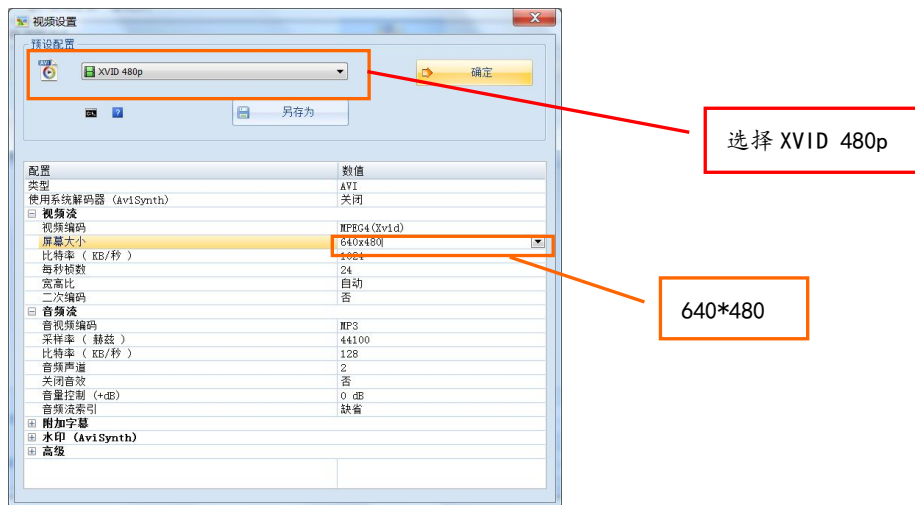 视频设置
预设配置
XVID 480p
确定
另存为
选择 XVID 480p
配置 数值
类型 AVI
使用系统解码器 (AviSynth) 关闭
视频流
视频编码 MPEG4(Xvid)
屏幕大小 640x480
比特率 ( KB/秒 ) 1024
每秒桢数 24
宽高比 自动
二次编码 否
640*480
音频流
音视频编码 MP3
采样率 ( 赫兹 ) 44100
比特率 ( KB/秒 ) 128
音频声道 2
关闭音效 否
音量控制 (+dB) 0 dB
音频流索引 缺省
附加字幕
水印 (AviSynth)
高级